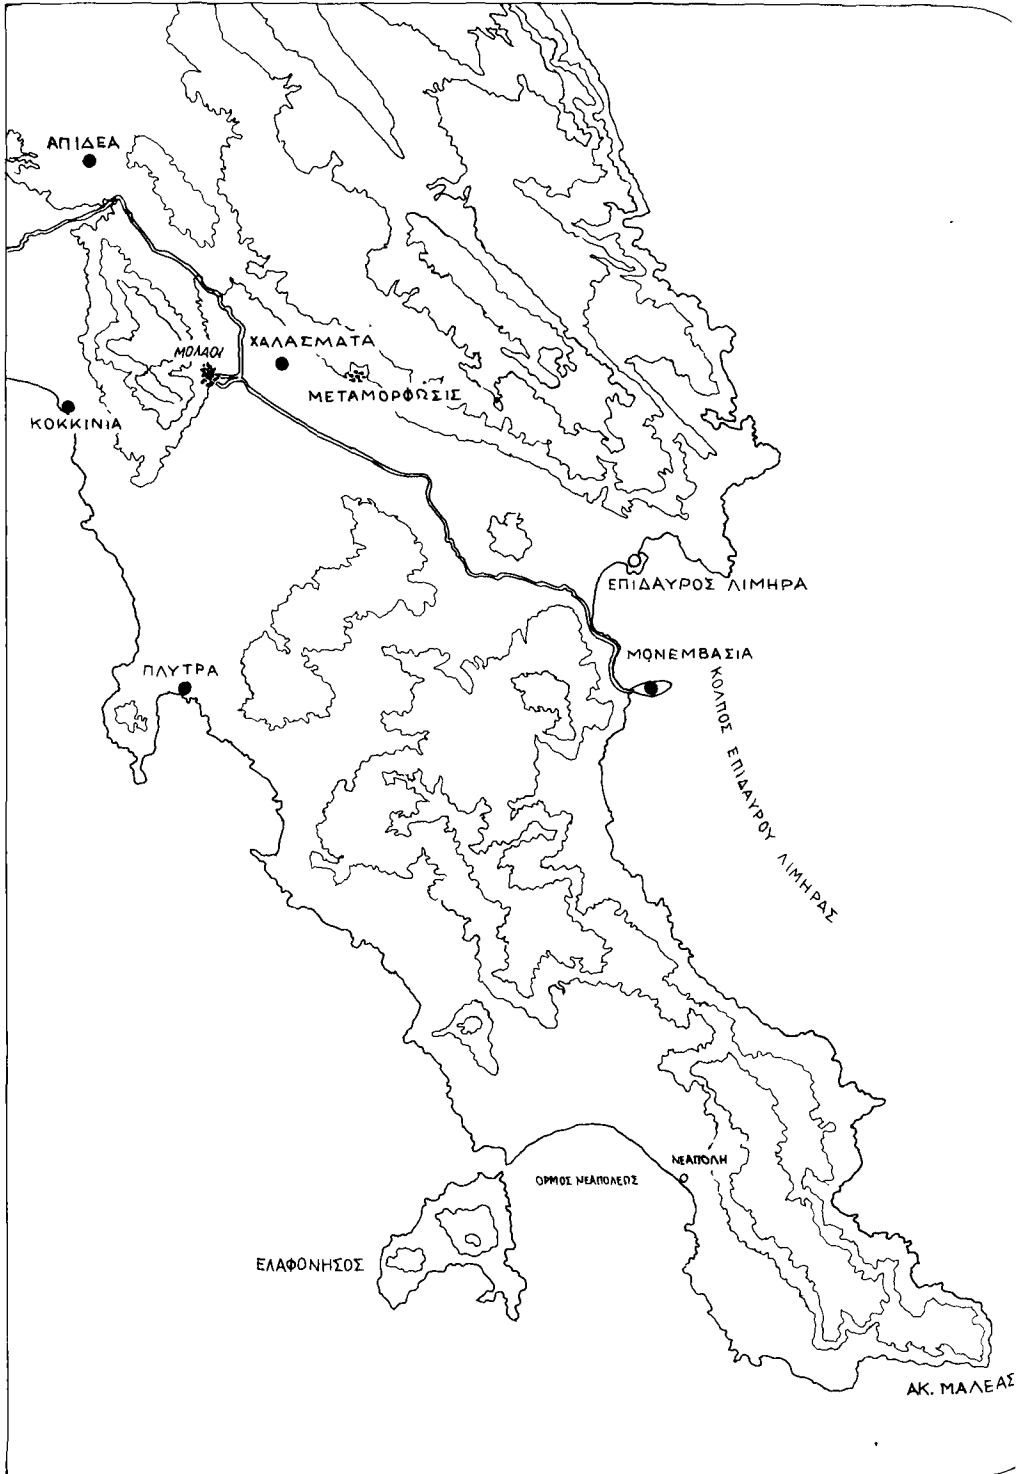 ΑΠΙΔΕΑ
ΜΟΛΑΟΙ
ΧΑΛΑΣΜΑΤΑ
ΜΕΤΑΜΟΡΦΩΣΙΣ
ΚΟΚΚΙΝΙΑ
ΕΠΙΔΑΥΡΟΣ ΛΙΜΗΡΑ
ΜΟΝΕΜΒΑΣΙΑ
ΠΛΥΤΡΑ
ΚΟΛΠΟΣ ΕΠΙΔΑΥΡΟΥ ΛΙΜΗΡΑΣ
ΝΕΑΠΟΛΗ
ΟΡΜΟΣ ΝΕΑΠΟΛΕΩΣ
ΕΛΑΦΟΝΗΣΟΣ
ΑΚ. ΜΑΛΕΑΣ